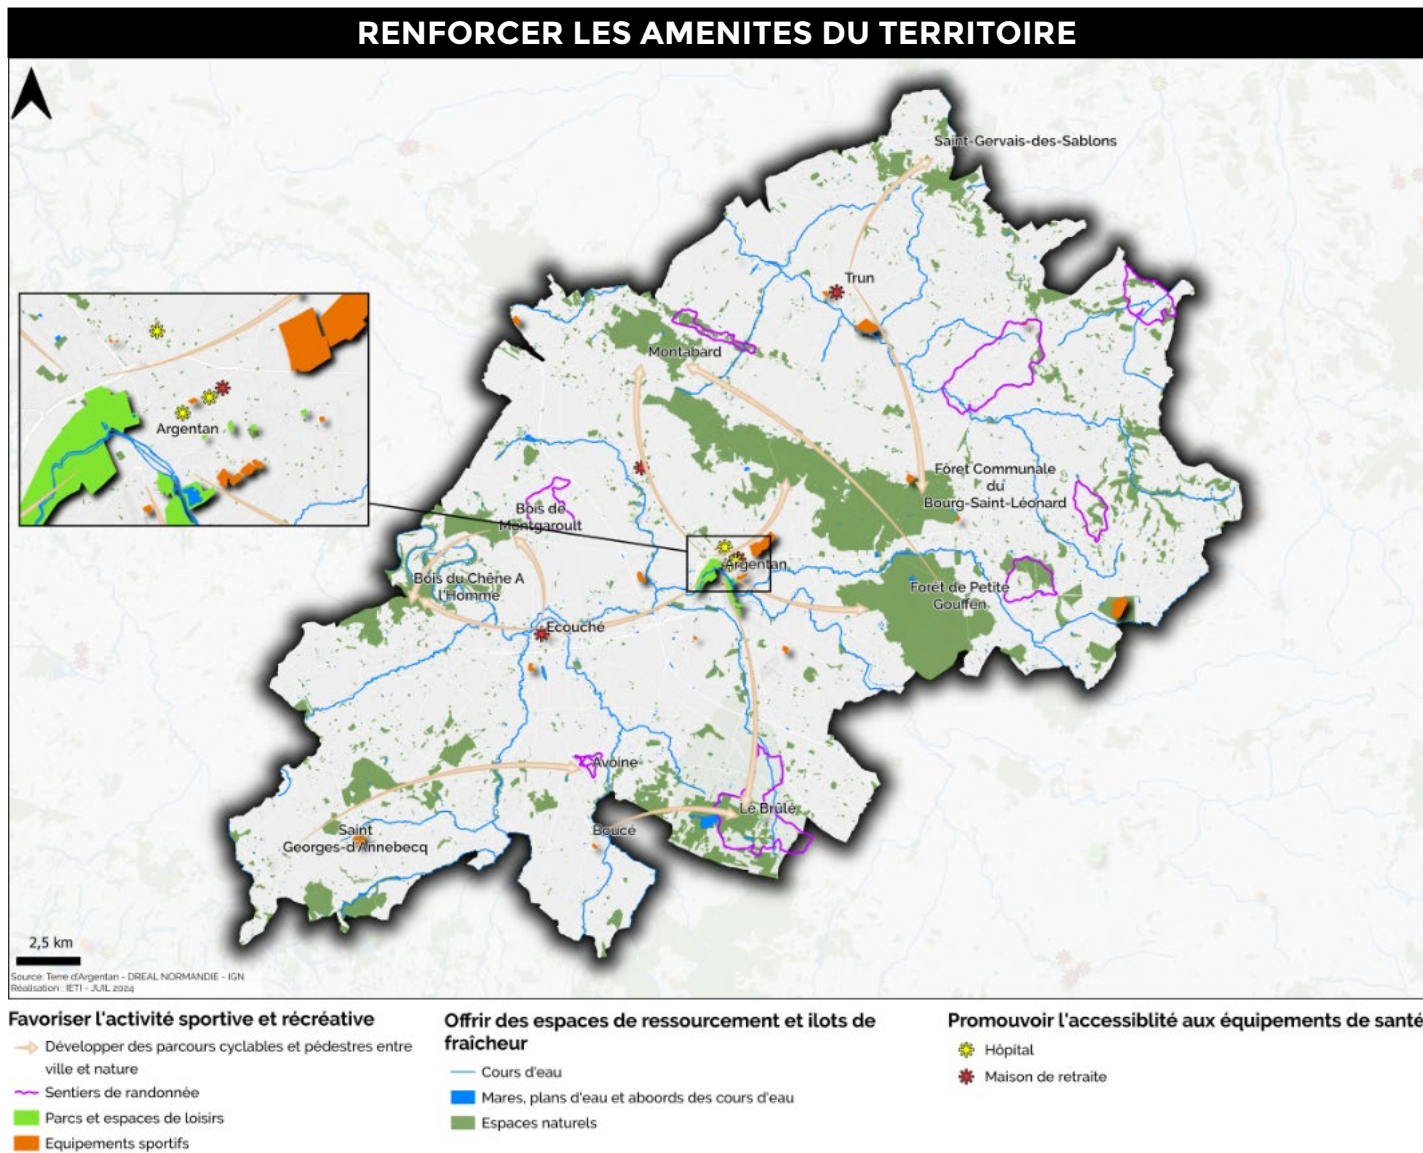 RENFORCER LES AMENITES DU TERRITOIRE
Saint-Gervais-des-Sablons
Trun
Montabard
Argentan
Fôret Communale
du
Bourg-Saint-Léonard
Bois de
Montgaroult
Argentan
Bois du Chêne A
l'Homme
Forêt de Petite
Gouffen
Ecouché
Avoine
Le Brûlé
Saint
Georges-d'Annebecq
Boucé
2,5 km
Source: Terre d'Argentan - DREAL NORMANDIE - IGN
Réalisation : IETI - JUIL 2024
Favoriser l'activité sportive et récréative
Développer des parcours cyclables et pédestres entre
ville et nature
Sentiers de randonnée
Parcs et espaces de loisirs
Equipements sportifs
Offrir des espaces de ressourcement et ilots de
fraîcheur
Cours d'eau
Mares, plans d'eau et aboords des cours d'eau
Espaces naturels
Promouvoir l'accessiblité aux équipements de santé
Hôpital
Maison de retraite